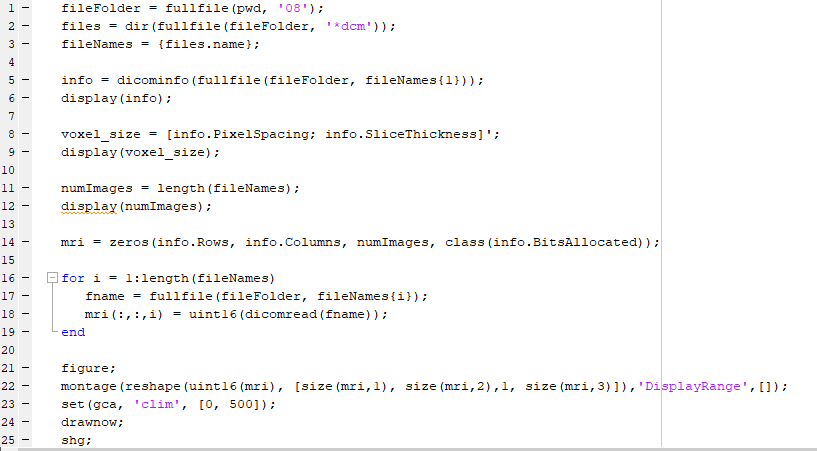 1 fileFolder = fullfile(pwd, '08');
2 files = dir(fullfile(fileFolder, '*dcm'));
3 fileNames = {files.name};
4
5 info = dicominfo(fullfile(fileFolder, fileNames{1}));
6 display(info);
7
8 voxel_size = [info.PixelSpacing; info.SliceThickness]';
9 display(voxel_size);
10
11 numImages = length(fileNames);
12 display(numImages);
13
14 mri = zeros(info.Rows, info.Columns, numImages, class(info.BitsAllocated));
15
16 for i = 1:length(fileNames)
17 fname = fullfile(fileFolder, fileNames{i});
18 mri(:,:,i) = uint16(dicomread(fname));
19 end
20
21 figure;
22 montage(reshape(uint16(mri), [size(mri,1), size(mri,2),1, size(mri,3)]),'DisplayRange',[]);
23 set(gca, 'clim', [0, 500]);
24 drawnow;
25 shg;